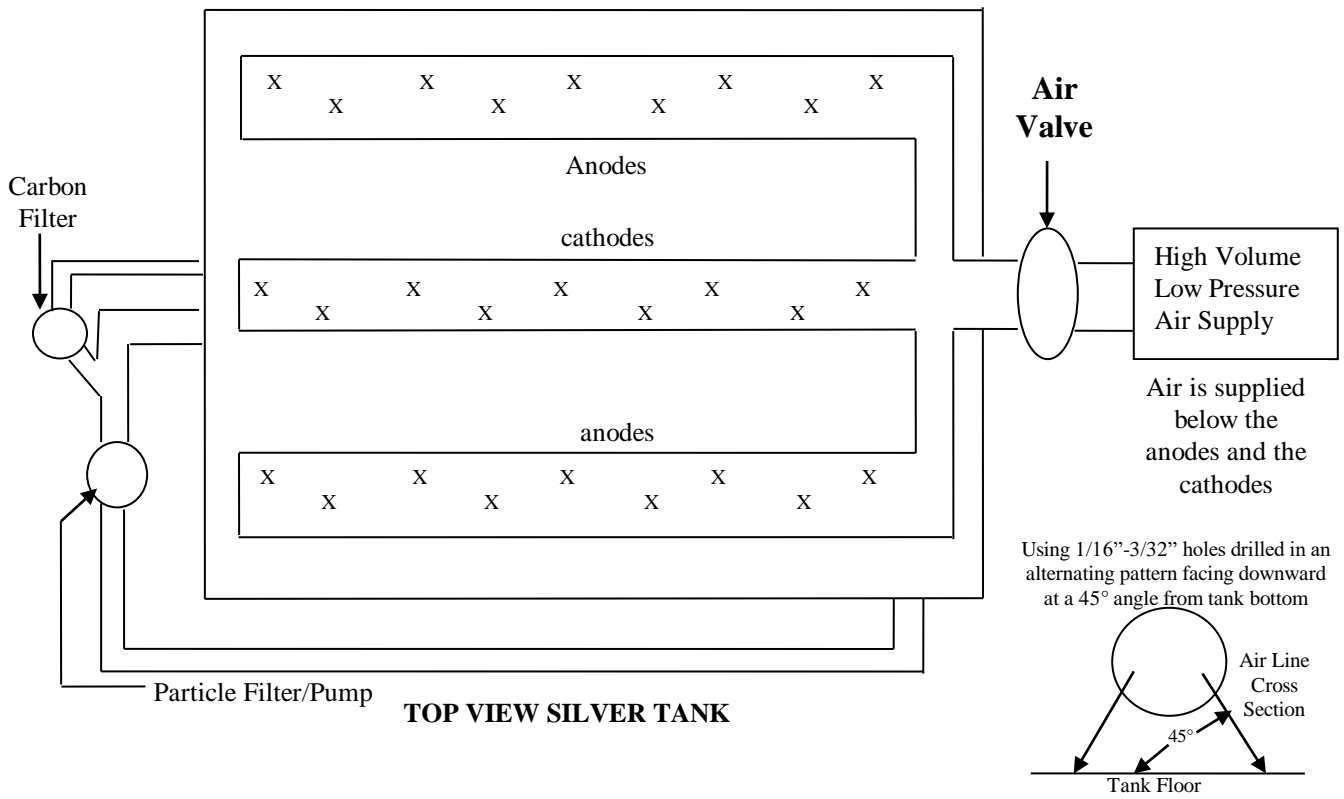 X X X X X
X X X X
Anodes
Air
Valve
Carbon
Filter
cathodes
X X X X X
X X X X
High Volume
Low Pressure
Air Supply
Air is supplied
below the
anodes and the
cathodes
anodes
X X X X X
X X X X
Using 1/16”-3/32” holes drilled in an
alternating pattern facing downward
at a 45° angle from tank bottom
Air Line
Cross
Section
45°
Tank Floor
Particle Filter/Pump
TOP VIEW SILVER TANK